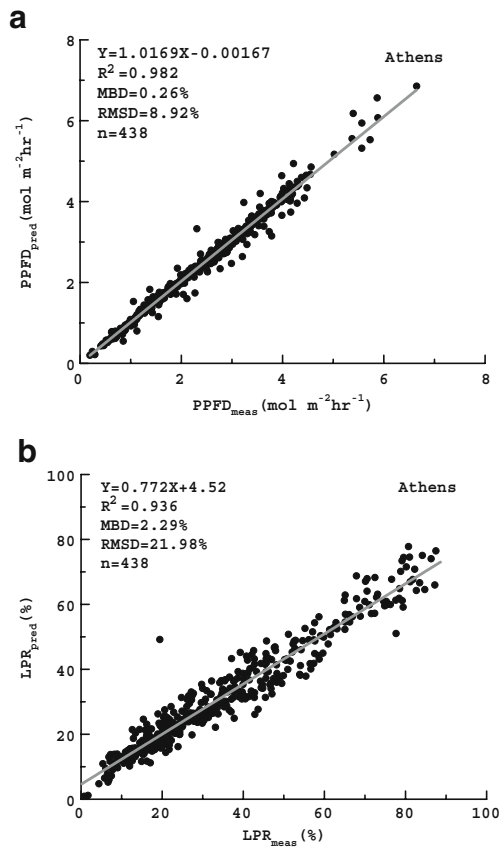 a
8
Y=1.0169X-0.00167
Athens
R²=0.982
MBD=0.26%
RMSD=8.92%
n=438
6
4
2
0
PPFDpred(mol m⁻²hr⁻¹)
0 2 4 6 8
PPFDmeas(mol m⁻²hr⁻¹)
b
100
Y=0.772X+4.52
Athens
R²=0.936
MBD=2.29%
RMSD=21.98%
n=438
80
60
40
20
0
LPRpred(%)
0 20 40 60 80 100
LPRmeas(%)